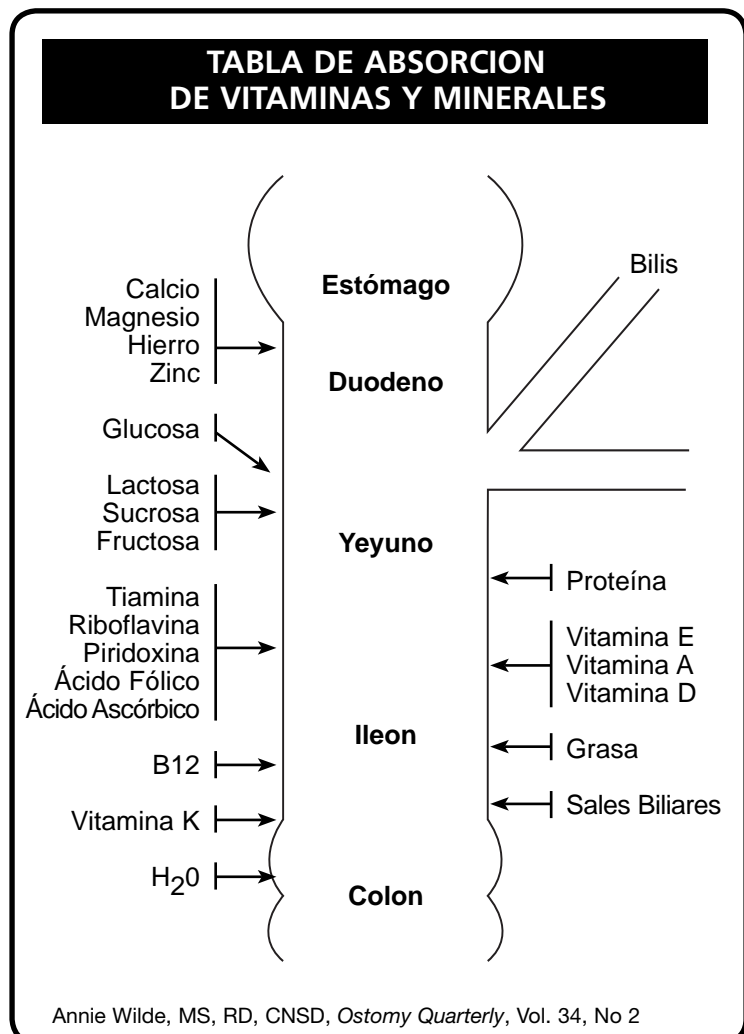 TABLA DE ABSORCION
DE VITAMINAS Y MINERALES
Estómago
Bilis
Calcio
Magnesio
Hierro
Zinc
Duodeno
Glucosa
Lactosa
Sucrosa
Fructosa
Yeyuno
Proteína
Tiamina
Riboflavina
Piridoxina
Ácido Fólico
Ácido Ascórbico
Vitamina E
Vitamina A
Vitamina D
Ileon
Grasa
B12
Sales Biliares
Vitamina K
H₂0
Colon
Annie Wilde, MS, RD, CNSD, Ostomy Quarterly, Vol. 34, No 2